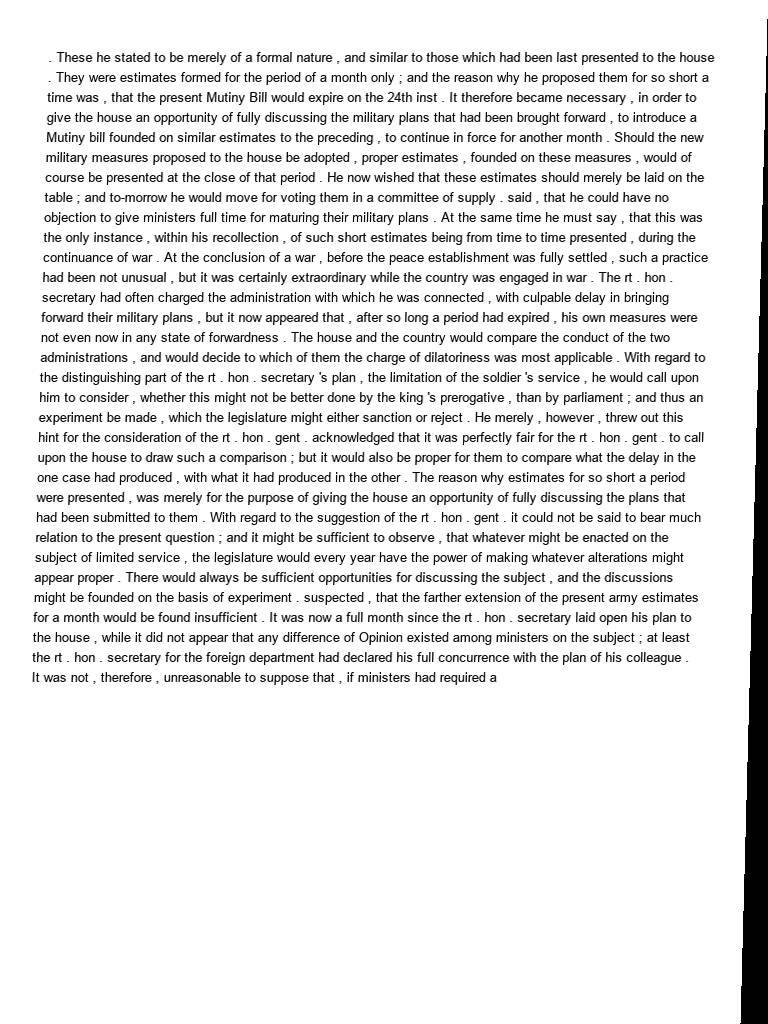 . These he stated to be merely of a formal nature , and similar to those which had been last presented to the house
. They were estimates formed for the period of a month only ; and the reason why he proposed them for so short a
time was , that the present Mutiny Bill would expire on the 24th inst . It therefore became necessary , in order to
give the house an opportunity of fully discussing the military plans that had been brought forward , to introduce a
Mutiny bill founded on similar estimates to the preceding , to continue in force for another month . Should the new
military measures proposed to the house be adopted , proper estimates , founded on these measures , would of
course be presented at the close of that period . He now wished that these estimates should merely be laid on the
table ; and to-morrow he would move for voting them in a committee of supply . said , that he could have no
objection to give ministers full time for maturing their military plans . At the same time he must say , that this was
the only instance , within his recollection , of such short estimates being from time to time presented , during the
continuance of war . At the conclusion of a war , before the peace establishment was fully settled , such a practice
had been not unusual , but it was certainly extraordinary while the country was engaged in war . The rt . hon .
secretary had often charged the administration with which he was connected , with culpable delay in bringing
forward their military plans , but it now appeared that , after so long a period had expired , his own measures were
not even now in any state of forwardness . The house and the country would compare the conduct of the two
administrations , and would decide to which of them the charge of dilatoriness was most applicable . With regard to
the distinguishing part of the rt . hon . secretary 's plan , the limitation of the soldier 's service , he would call upon
him to consider , whether this might not be better done by the king 's prerogative , than by parliament ; and thus an
experiment be made , which the legislature might either sanction or reject . He merely , however , threw out this
hint for the consideration of the rt . hon . gent . acknowledged that it was perfectly fair for the rt . hon . gent . to call
upon the house to draw such a comparison ; but it would also be proper for them to compare what the delay in the
one case had produced , with what it had produced in the other . The reason why estimates for so short a period
were presented , was merely for the purpose of giving the house an opportunity of fully discussing the plans that
had been submitted to them . With regard to the suggestion of the rt . hon . gent . it could not be said to bear much
relation to the present question ; and it might be sufficient to observe , that whatever might be enacted on the
subject of limited service , the legislature would every year have the power of making whatever alterations might
appear proper . There would always be sufficient opportunities for discussing the subject , and the discussions
might be founded on the basis of experiment . suspected , that the farther extension of the present army estimates
for a month would be found insufficient . It was now a full month since the rt . hon . secretary laid open his plan to
the house , while it did not appear that any difference of Opinion existed among ministers on the subject ; at least
the rt . hon . secretary for the foreign department had declared his full concurrence with the plan of his colleague .
It was not , therefore , unreasonable to suppose that , if ministers had required a